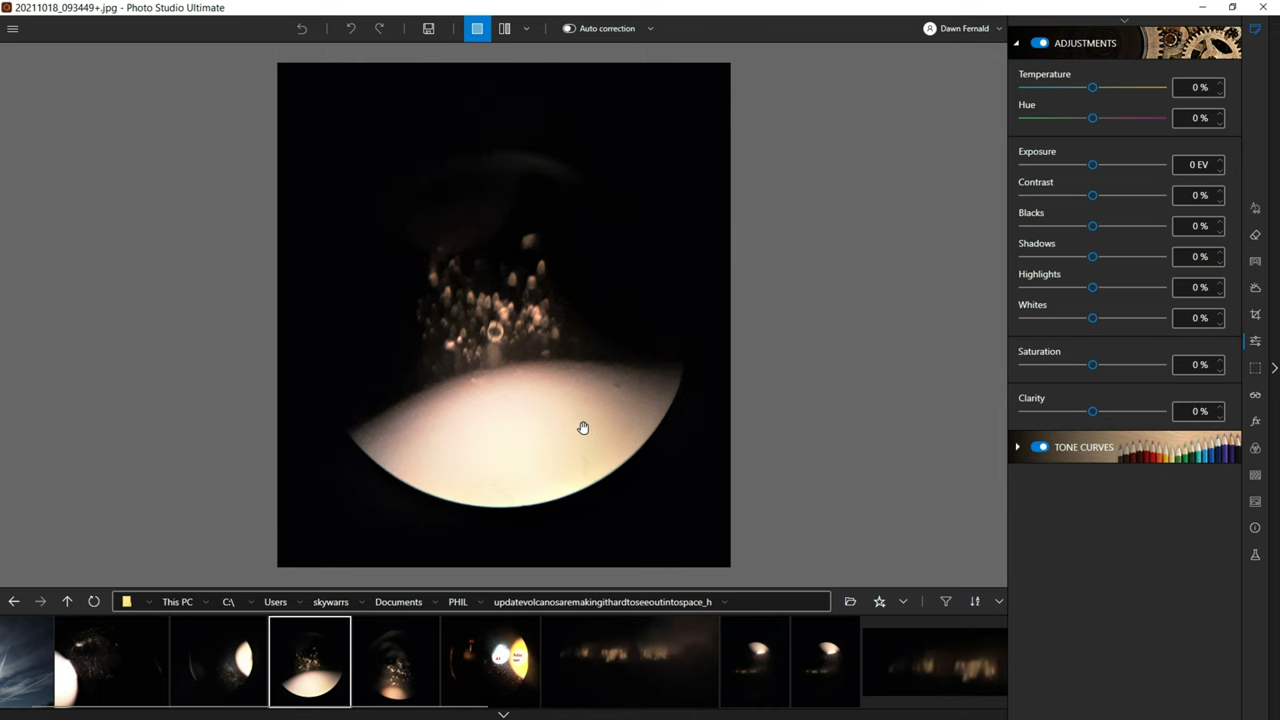 20211018_093449+.jpg - Photo Studio Ultimate
Auto correction
Dawn Fernald
ADJUSTMENTS
Temperature
0 %
Hue
0 %
Exposure
0 EV
Contrast
0 %
Blacks
0 %
Shadows
0 %
Highlights
0 %
Whites
0 %
Saturation
0 %
Clarity
0 %
TONE CURVES
This PC
C:\
Users
skywarrs
Documents
PHIL
updatevolcanosaremakingithardtoseeoutintospace_h